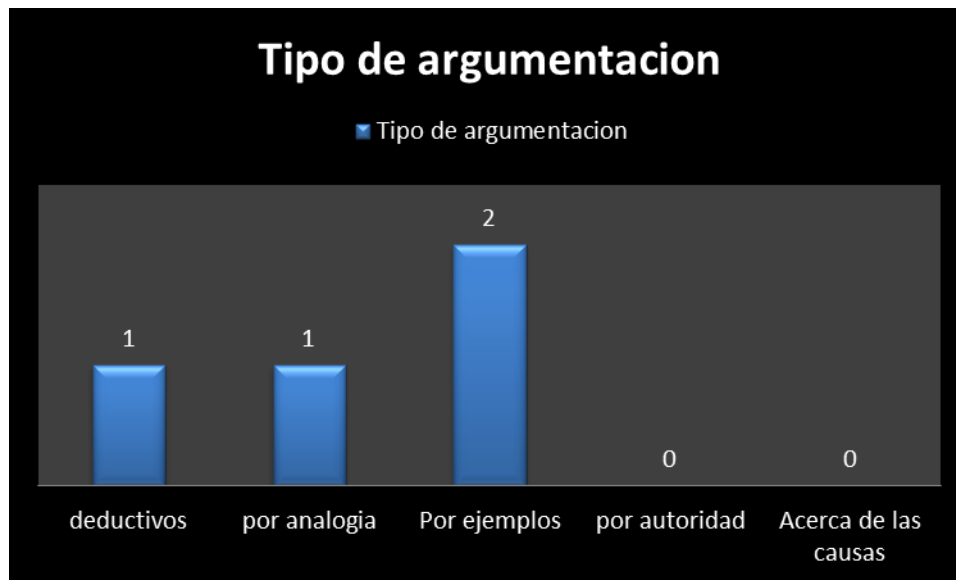 Tipo de argumentacion
Tipo de argumentacion
1
1
2
0
0
deductivos
por analogia
Por ejemplos
por autoridad
Acerca de las
causas